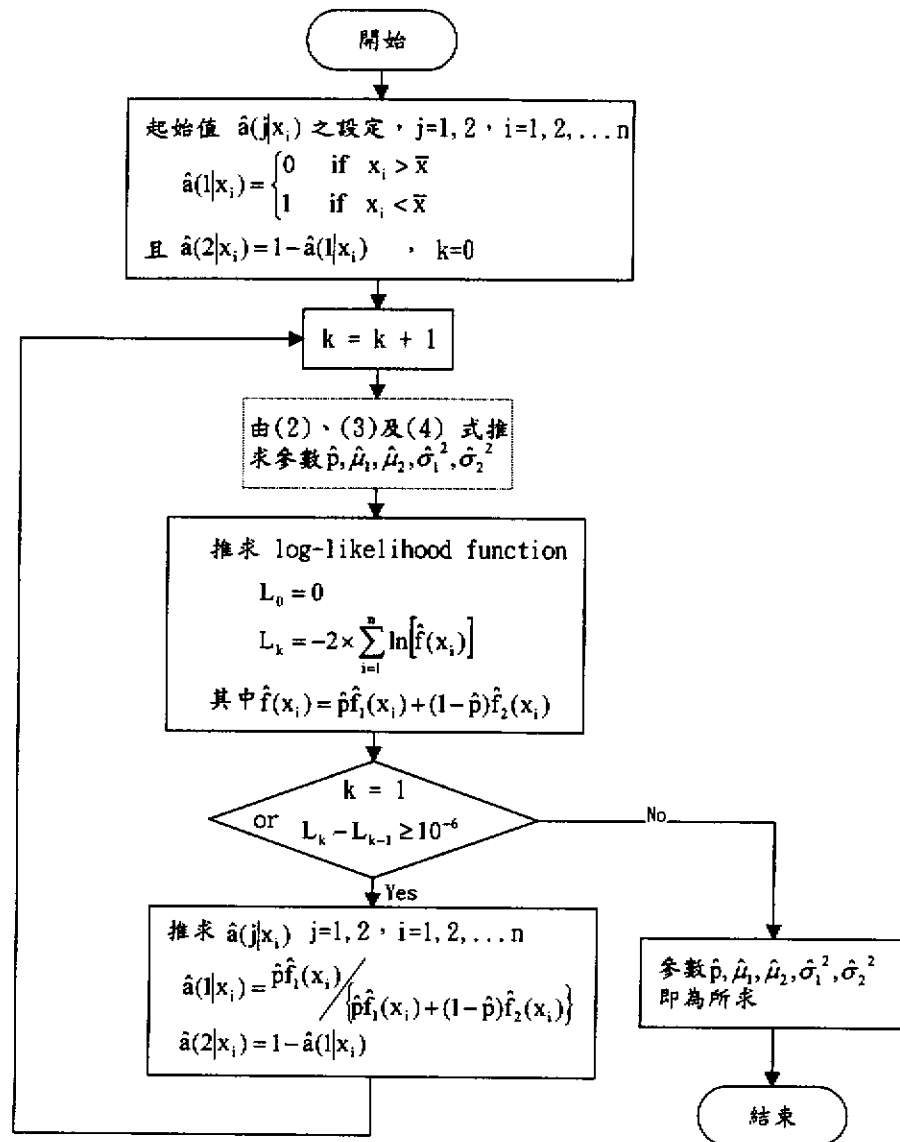 開始
起始值 â(j|xᵢ) 之設定，j=1,2，i=1,2,...n
â(1|xᵢ) = { 0 if xᵢ > x̄
1 if xᵢ < x̄
且 â(2|xᵢ) = 1 − â(1|xᵢ) ， k=0
k = k + 1
由(2)、(3)及(4) 式推
求參數 p̂, μ̂₁, μ̂₂, σ̂₁², σ̂₂²
推求 log-likelihood function
L₀ = 0
Lₖ = −2 × ∑ᵢ₌₁ⁿ ln[f̂(xᵢ)]
其中 f̂(xᵢ) = p̂f̂₁(xᵢ) + (1−p̂)f̂₂(xᵢ)
k = 1
or Lₖ − Lₖ₋₁ ≥ 10⁻⁶
No
Yes
推求 â(j|xᵢ) j=1,2，i=1,2,...n
â(1|xᵢ) = p̂f̂₁(xᵢ) / {p̂f̂₁(xᵢ) + (1−p̂)f̂₂(xᵢ)}
â(2|xᵢ) = 1 − â(1|xᵢ)
參數 p̂, μ̂₁, μ̂₂, σ̂₁², σ̂₂²
即為所求
結束